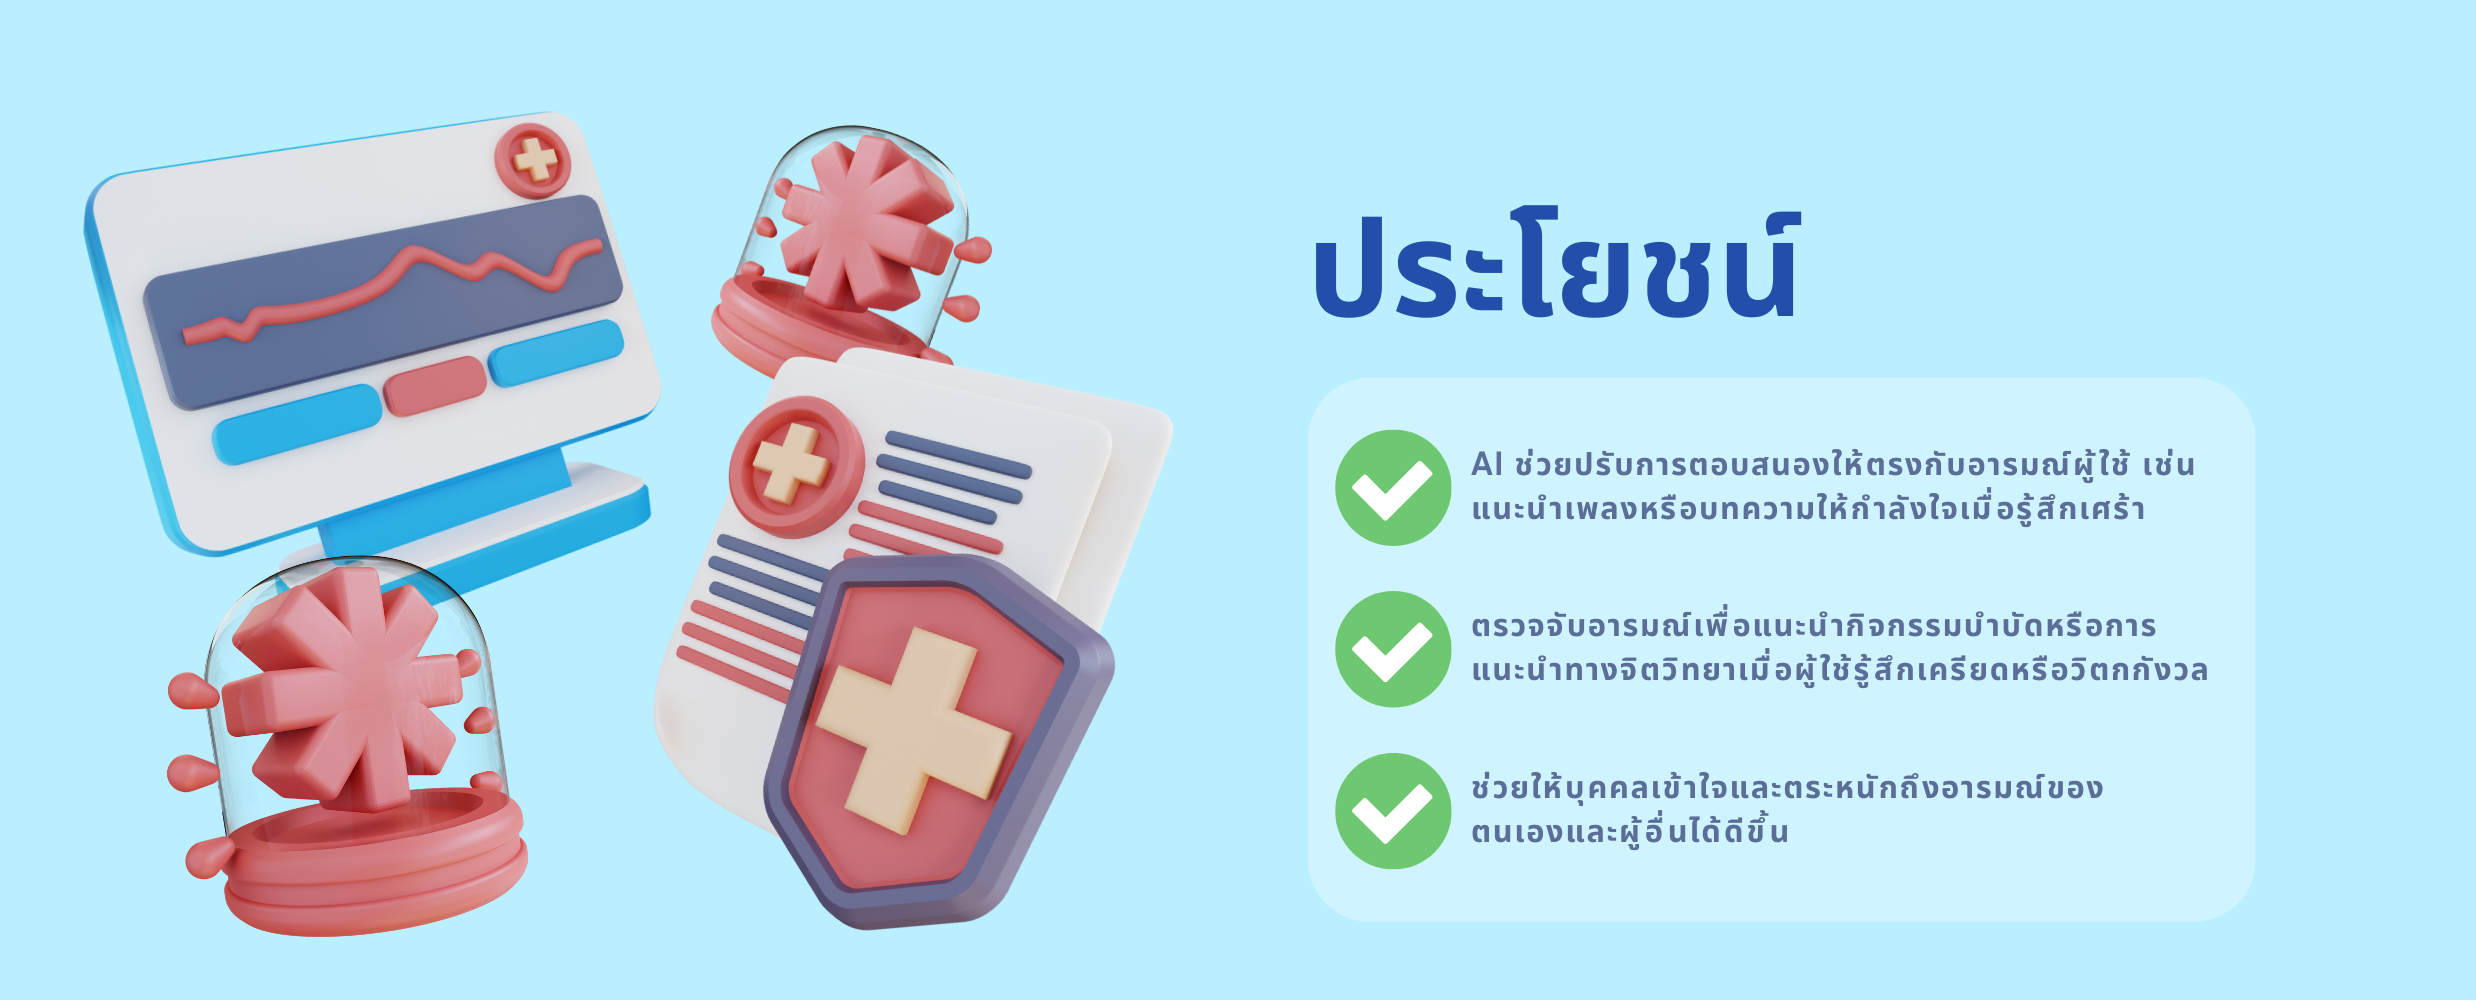 ประโยชน์
AI ช่วยปรับการตอบสนองให้ตรงกับอารมณ์ผู้ใช้ เช่น
แนะนำเพลงหรือบทความให้กำลังใจเมื่อรู้สึกเศร้า
ตรวจจับอารมณ์เพื่อแนะนำกิจกรรมบำบัดหรือการ
แนะนำทางจิตวิทยาเมื่อผู้ใช้รู้สึกเครียดหรือวิตกกังวล
ช่วยให้บุคคลเข้าใจและตระหนักถึงอารมณ์ของ
ตนเองและผู้อื่นได้ดีขึ้น